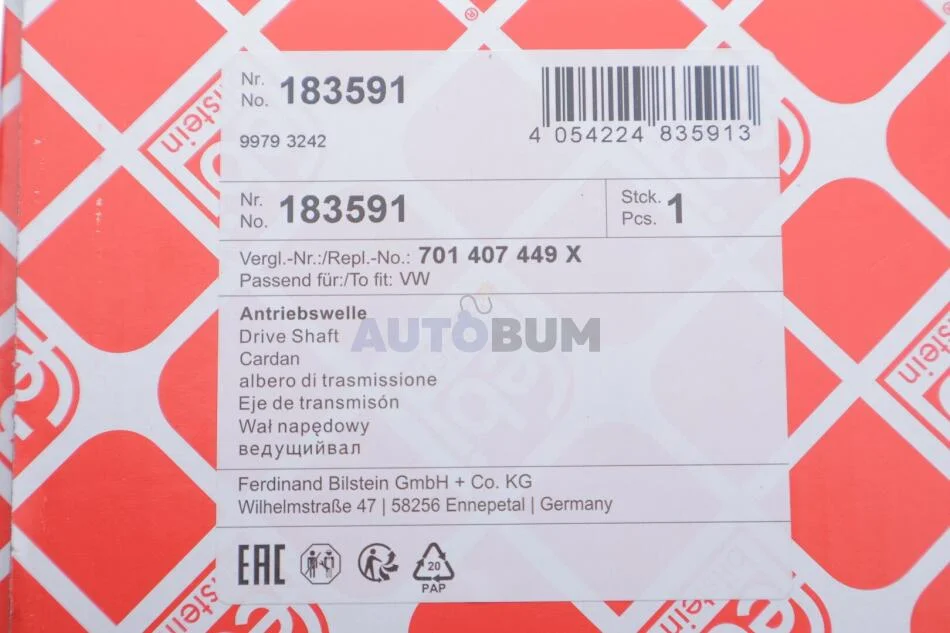 Nr.
No. 183591
4 054224 835913
9979 3242
Nr.
No. 183591
Stck.
Pcs. 1
Vergl.-Nr.:/Repl.-No.: 701 407 449 X
Passend für:/To fit: VW
Antriebswelle
Drive Shaft
AUTOBUM
Cardan
albero di trasmissione
Eje de transmisón
Wał napędowy
ведущийвал
Ferdinand Bilstein GmbH + Co. KG
Wilhelmstraße 47 | 58256 Ennepetal | Germany
EAC
20
PAP